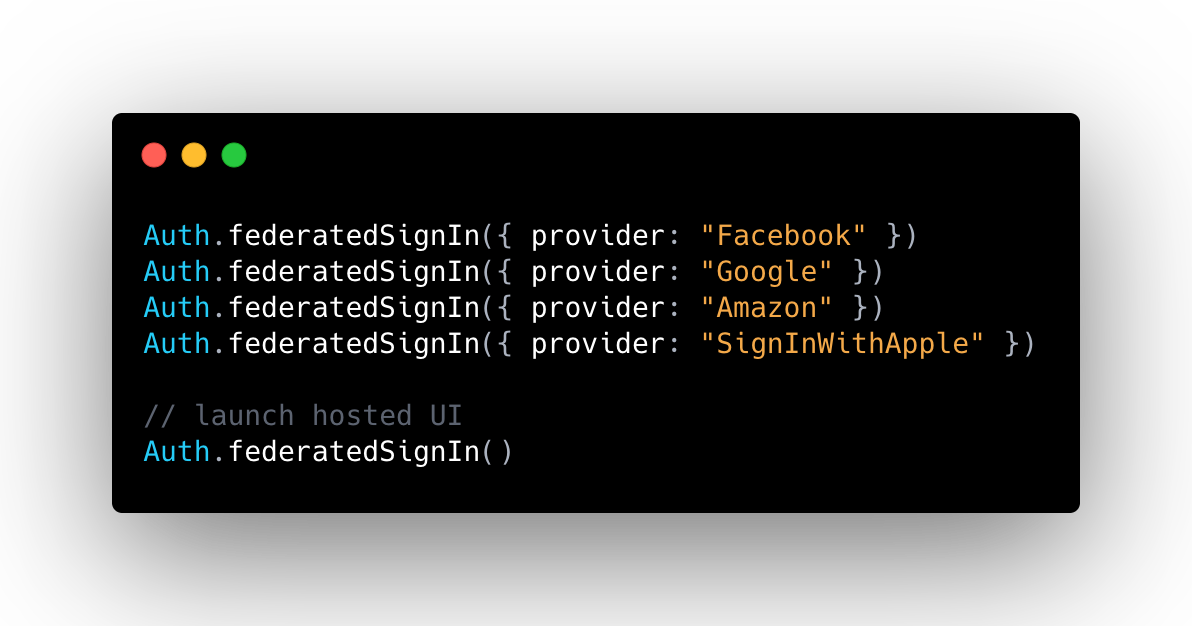 Auth.federatedSignIn({ provider: "Facebook" })
Auth.federatedSignIn({ provider: "Google" })
Auth.federatedSignIn({ provider: "Amazon" })
Auth.federatedSignIn({ provider: "SignInWithApple" })
// launch hosted UI
Auth.federatedSignIn()